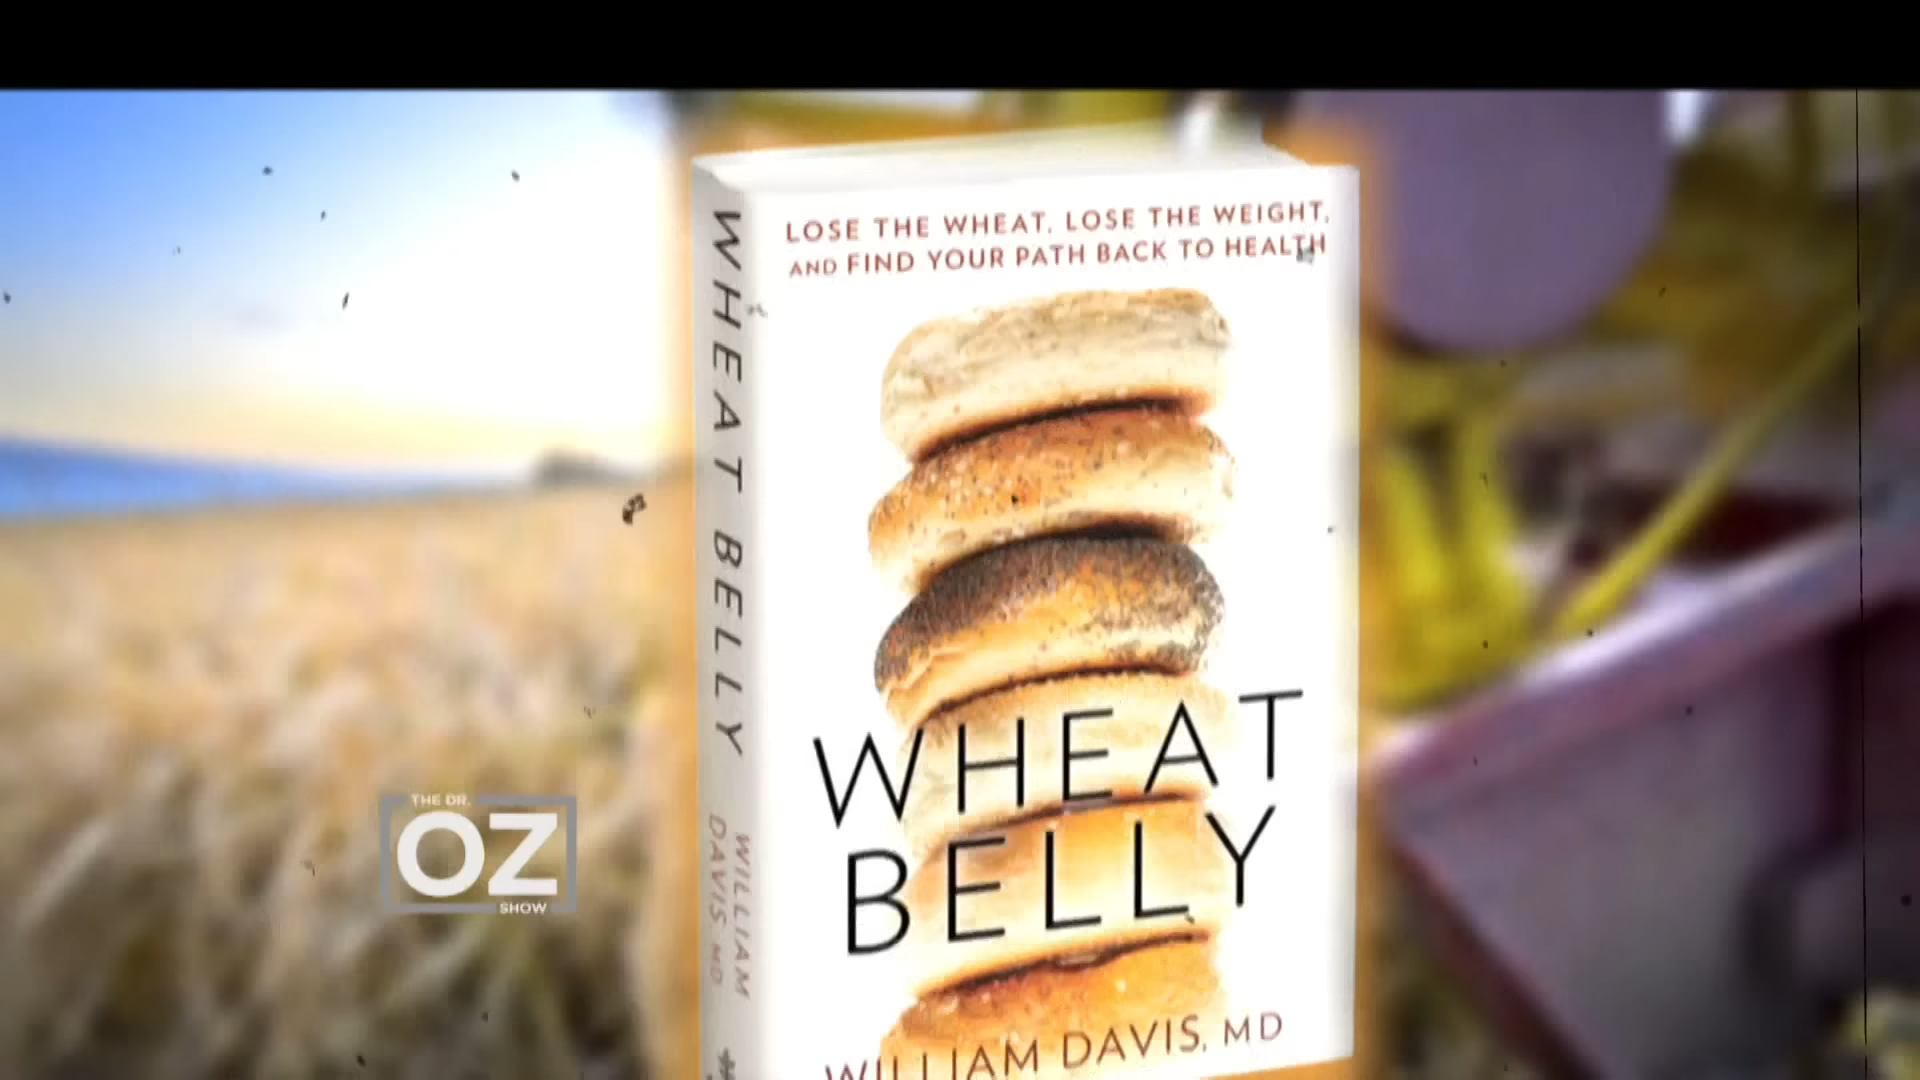 LOSE THE WHEAT, LOSE THE WEIGHT,
AND FIND YOUR PATH BACK TO HEALTH
WHEAT
BELLY
WILLIAM DAVIS, MD
WHEAT BELLY
WILLIAM
DAVIS, MD
THE DR.
OZ
SHOW